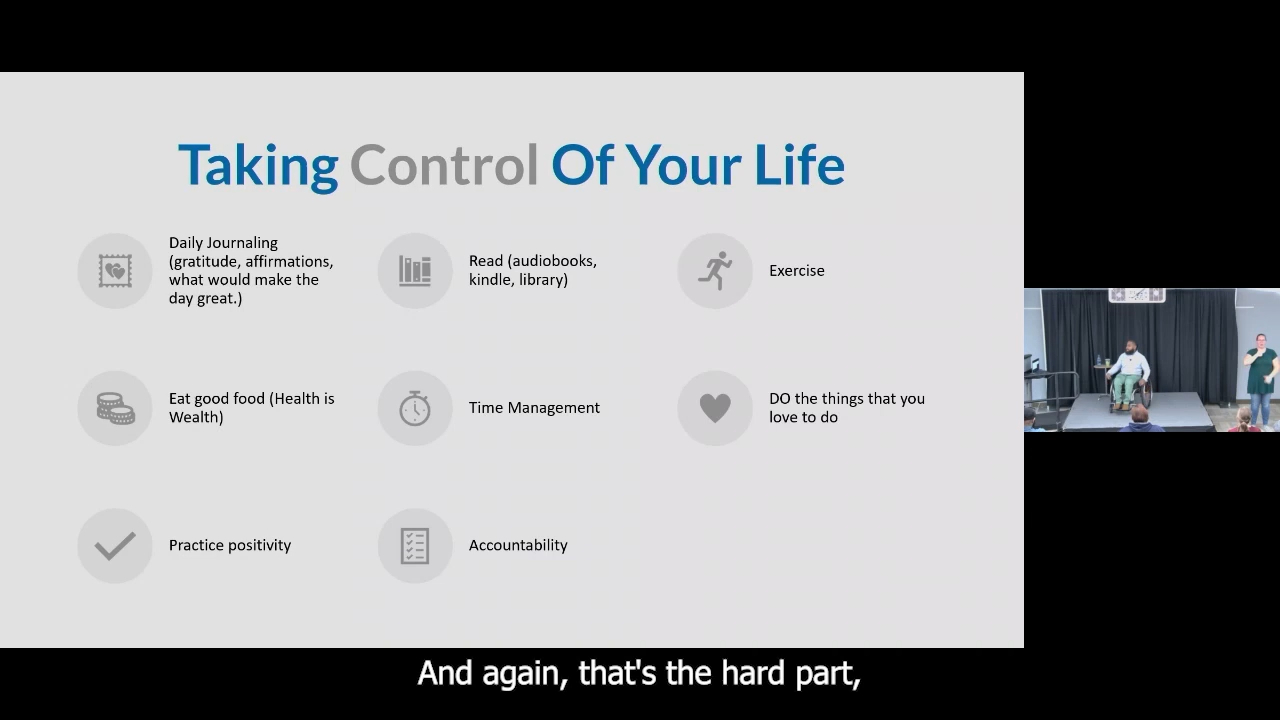 Taking Control Of Your Life
Daily Journaling
(gratitude, affirmations,
what would make the
day great.)
Read (audiobooks,
kindle, library)
Exercise
Eat good food (Health is
Wealth)
Time Management
DO the things that you
love to do
Practice positivity
Accountability
And again, that's the hard part,